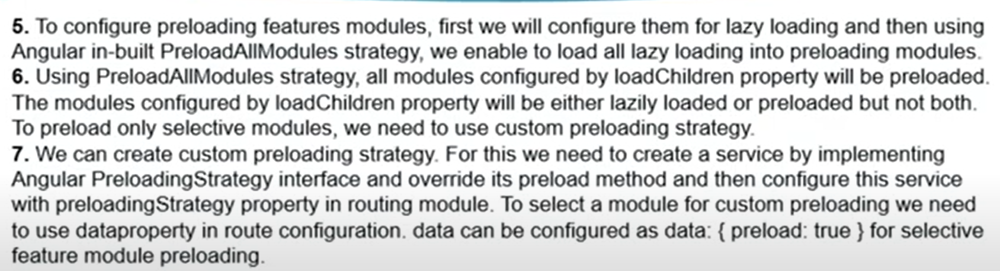 5. To configure preloading features modules, first we will configure them for lazy loading and then using
Angular in-built PreloadAllModules strategy, we enable to load all lazy loading into preloading modules.
6. Using PreloadAllModules strategy, all modules configured by loadChildren property will be preloaded.
The modules configured by loadChildren property will be either lazily loaded or preloaded but not both.
To preload only selective modules, we need to use custom preloading strategy.
7. We can create custom preloading strategy. For this we need to create a service by implementing
Angular PreloadingStrategy interface and override its preload method and then configure this service
with preloadingStrategy property in routing module. To select a module for custom preloading we need
to use dataproperty in route configuration. data can be configured as data: { preload: true } for selective
feature module preloading.